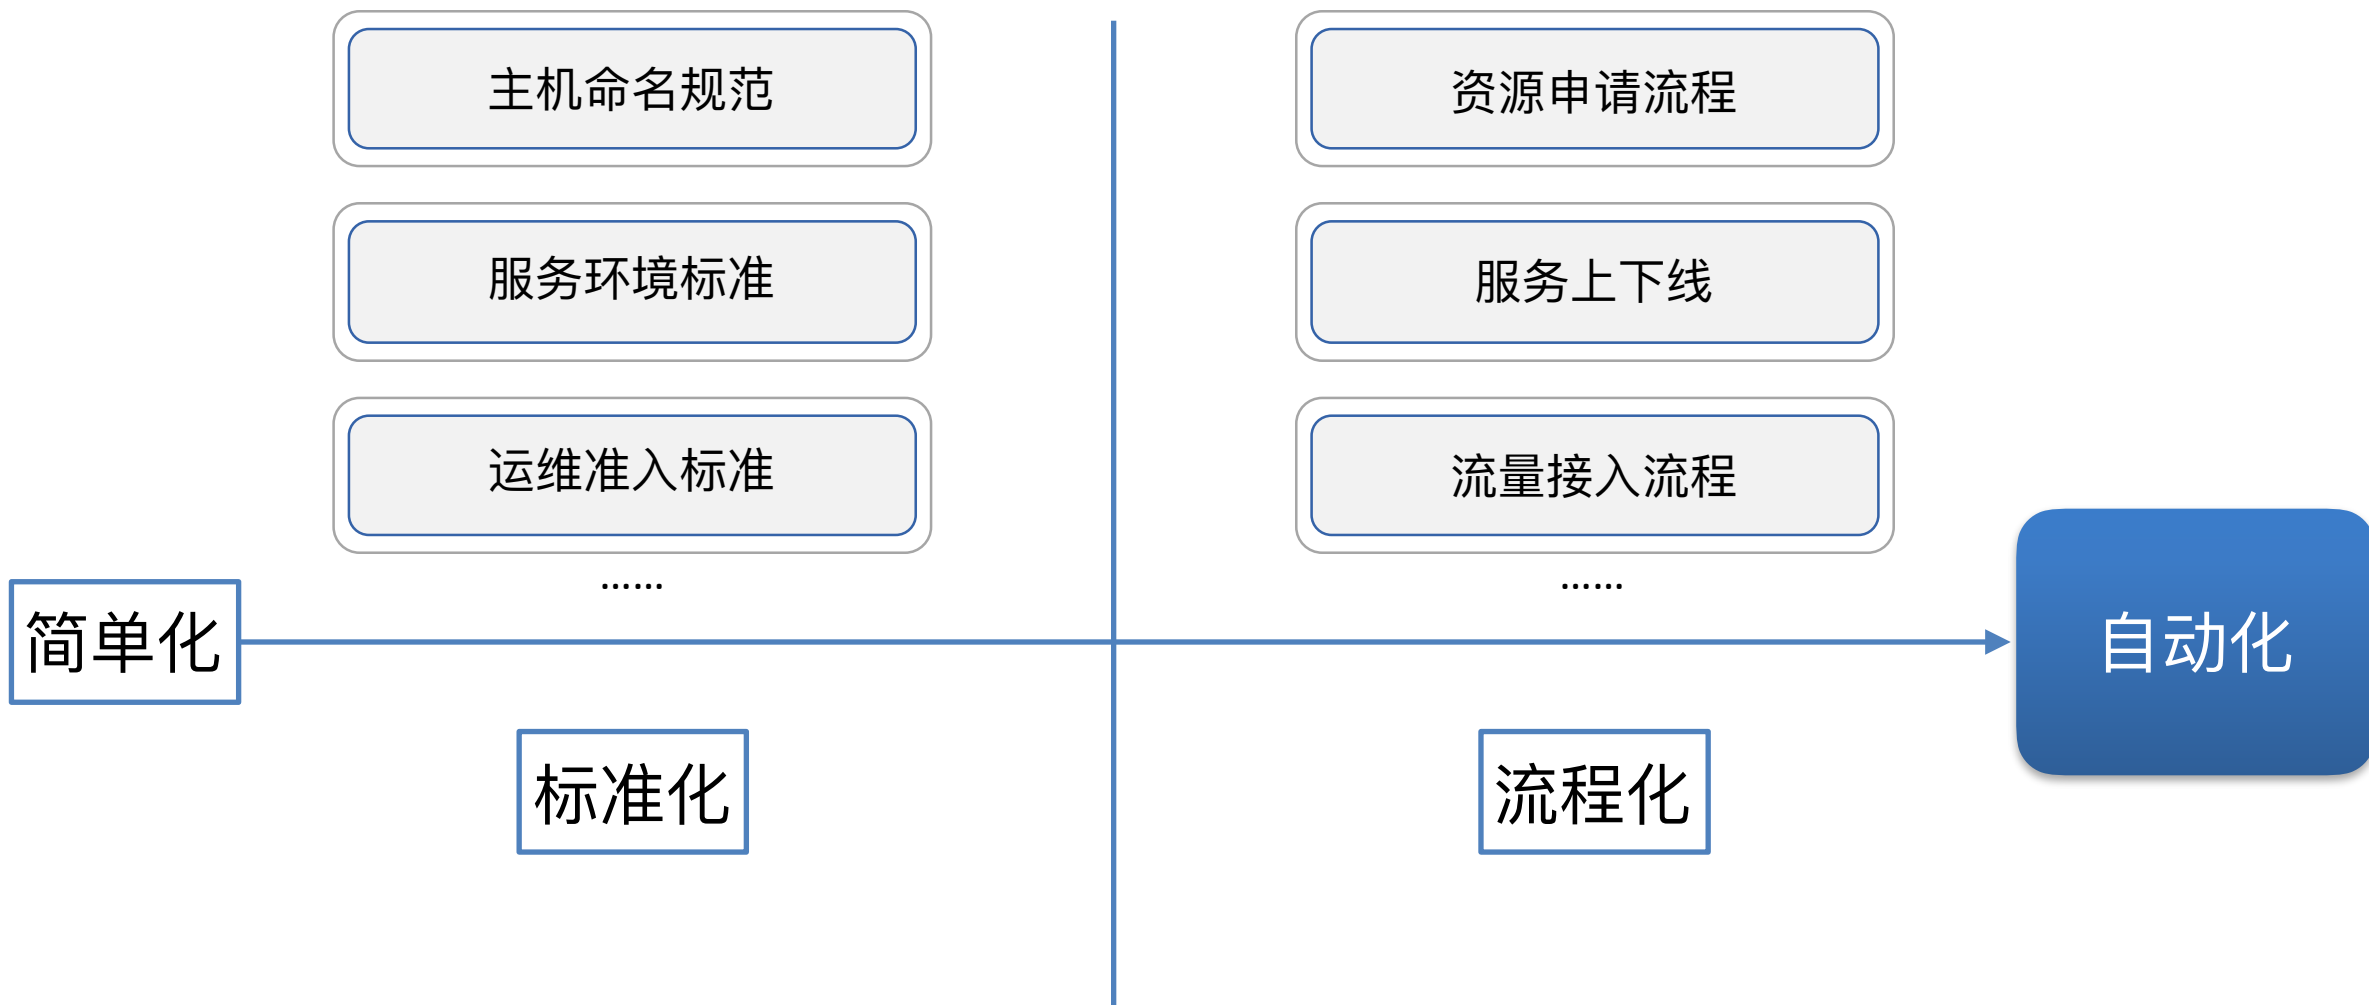 主机命名规范
服务环境标准
运维准入标准
……
资源申请流程
服务上下线
流量接入流程
……
简单化
自动化
标准化
流程化